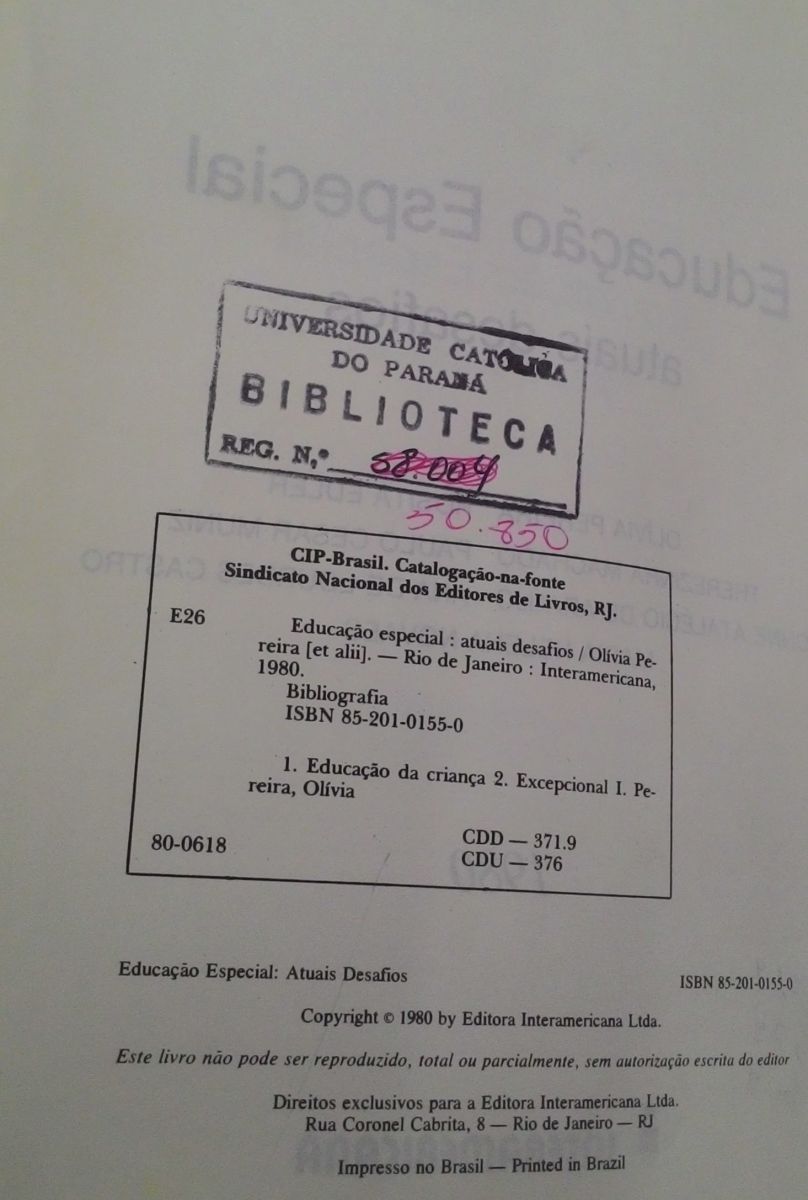 UNIVERSIDADE CATÓLICA
DO PARANÁ
BIBLIOTECA
REG. N,º 58.004
50.850
CIP-Brasil. Catalogação-na-fonte
Sindicato Nacional dos Editores de Livros, RJ.
E26
Educação especial : atuais desafios / Olívia Pe-
reira [et alii]. — Rio de Janeiro : Interamericana,
1980.
Bibliografia
ISBN 85-201-0155-0
1. Educação da criança 2. Excepcional I. Pe-
reira, Olívia
80-0618
CDD — 371.9
CDU — 376
Educação Especial: Atuais Desafios
ISBN 85-201-0155-0
Copyright © 1980 by Editora Interamericana Ltda.
Este livro não pode ser reproduzido, total ou parcialmente, sem autorização escrita do editor
Direitos exclusivos para a Editora Interamericana Ltda.
Rua Coronel Cabrita, 8 — Rio de Janeiro — RJ
Impresso no Brasil — Printed in Brazil